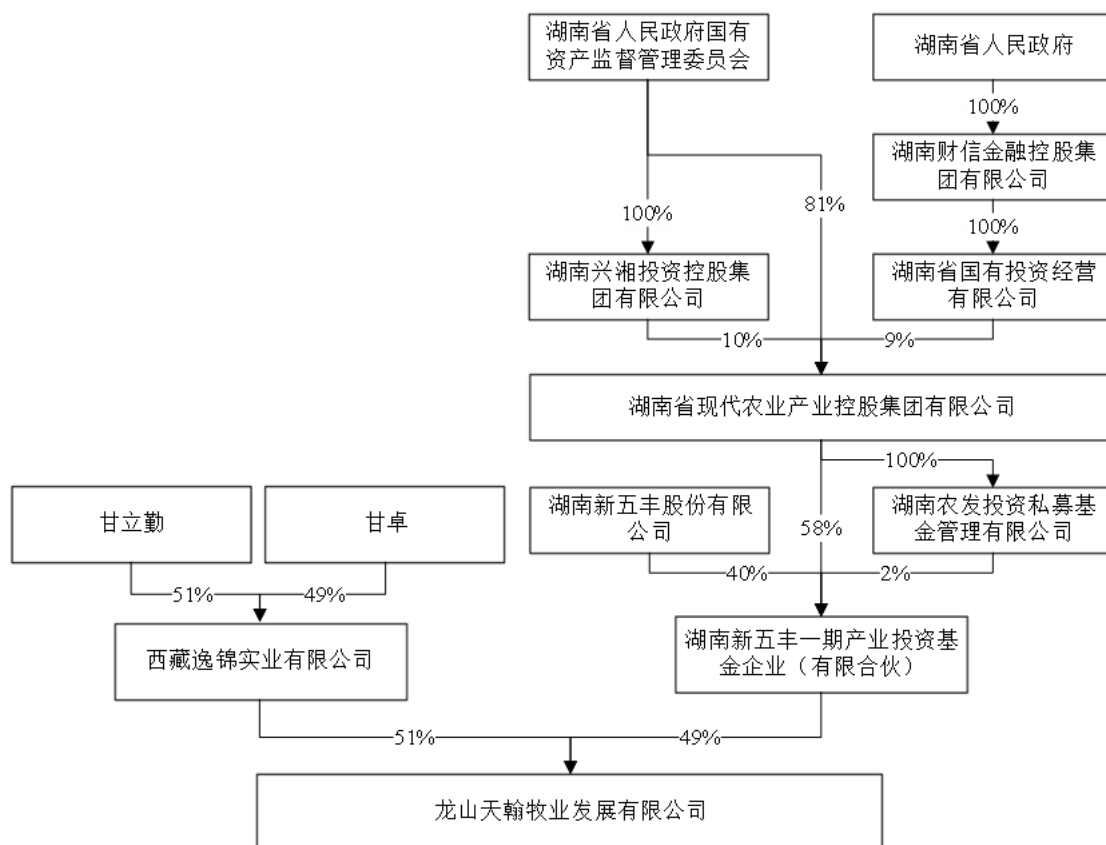 湖南省人民政府国有
资产监督管理委员会
湖南省人民政府
100%
湖南财信金融控股集
团有限公司
100%
81%
100%
湖南兴湘投资控股集
团有限公司
湖南省国有投资经营
有限公司
10%
9%
湖南省现代农业产业控股集团有限公司
100%
甘立勤
甘卓
湖南新五丰股份有限
公司
58%
湖南农发投资私募基
金管理有限公司
40%
2%
51%
49%
西藏逸锦实业有限公司
湖南新五丰一期产业投资基
金企业（有限合伙）
51%
49%
龙山天翰牧业发展有限公司